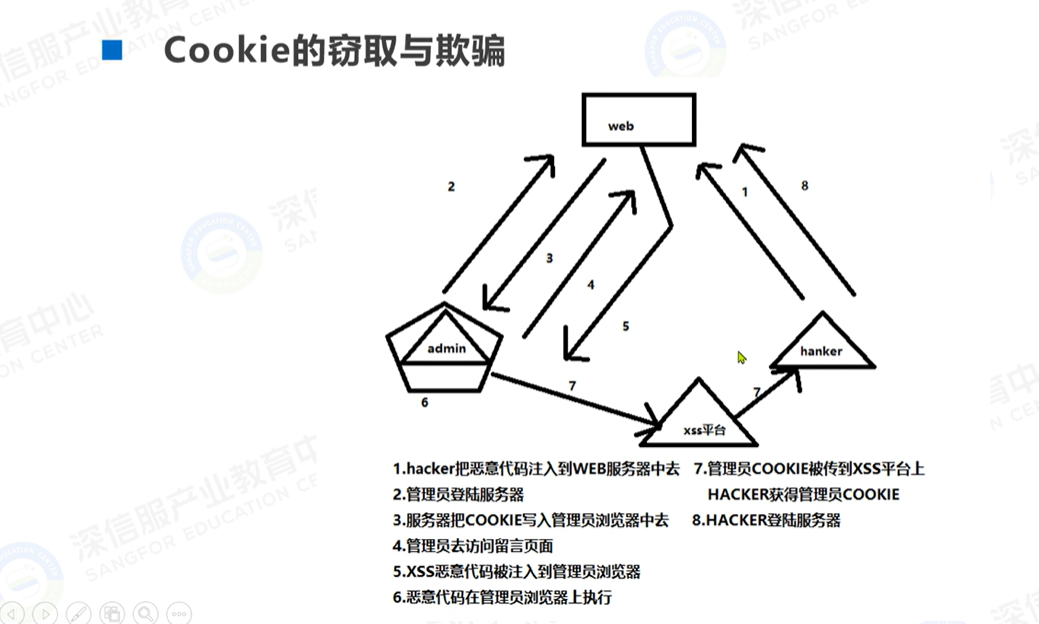 Cookie的窃取与欺骗
web
2
1
8
3
4
5
admin
hanker
6
7
7
xss平台
1.hacker把恶意代码注入到WEB服务器中去
7.管理员COOKIE被传到XSS平台上
2.管理员登陆服务器
HACKER获得管理员COOKIE
3.服务器把COOKIE写入管理员浏览器中去
8.HACKER登陆服务器
4.管理员去访问留言页面
5.XSS恶意代码被注入到管理员浏览器
6.恶意代码在管理员浏览器上执行
深信服产业教育中心
SANGFOR EDUCATION CENTER